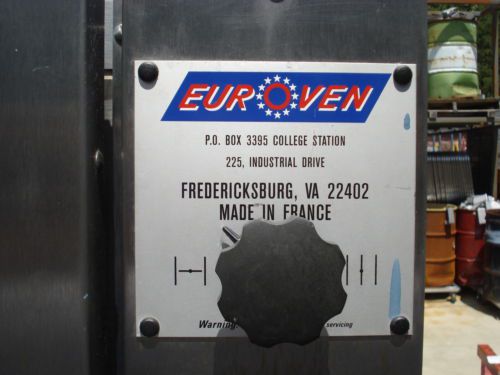 EUROVEN
P.O. BOX 3395 COLLEGE STATION
225, INDUSTRIAL DRIVE
FREDERICKSBURG, VA 22402
MADE IN FRANCE
Warning: servicing